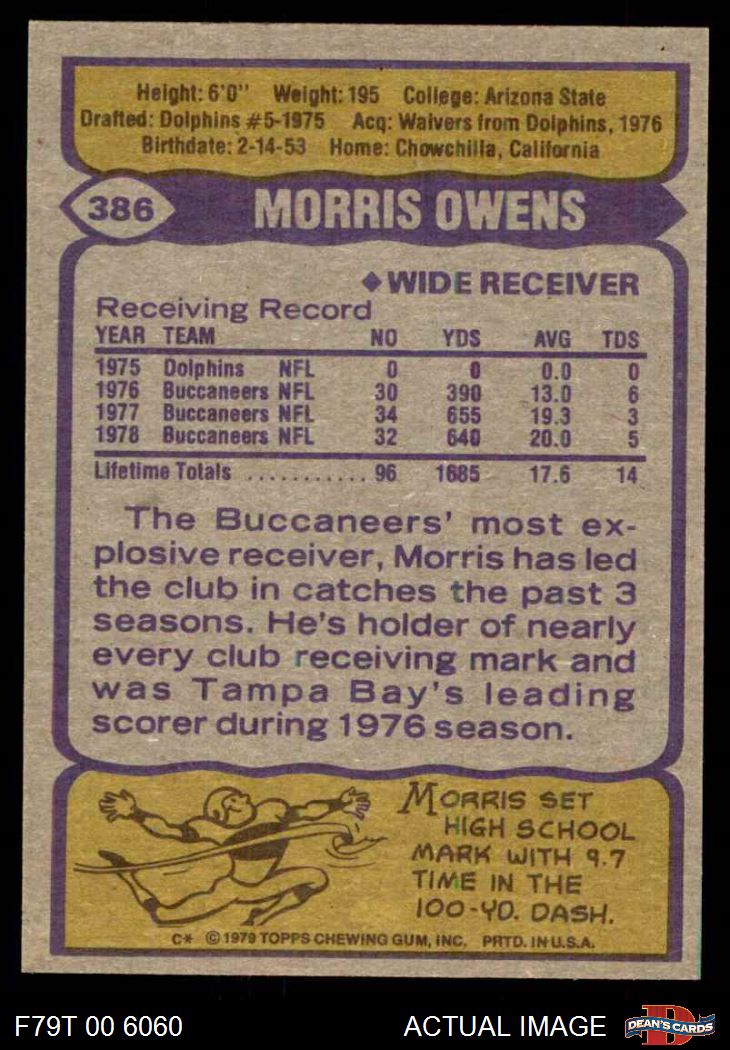 Height: 6'0" Weight: 195 College: Arizona State
Drafted: Dolphins #5-1975 Acq: Waivers from Dolphins, 1976
Birthdate: 2-14-53 Home: Chowchilla, California
386 MORRIS OWENS
◆WIDE RECEIVER
Receiving Record
YEAR TEAM NO YDS AVG TDS
1975 Dolphins NFL 0 0 0.0 0
1976 Buccaneers NFL 30 390 13.0 6
1977 Buccaneers NFL 34 655 19.3 3
1978 Buccaneers NFL 32 640 20.0 5
Lifetime Totals ........... 96 1685 17.6 14
The Buccaneers' most ex-
plosive receiver, Morris has led
the club in catches the past 3
seasons. He's holder of nearly
every club receiving mark and
was Tampa Bay's leading
scorer during 1976 season.
MORRIS SET
HIGH SCHOOL
MARK WITH 9.7
TIME IN THE
100-YD. DASH.
C* © 1979 TOPPS CHEWING GUM, INC. PRTD. IN U.S.A.
F79T 00 6060 ACTUAL IMAGE D DEAN'S CARDS